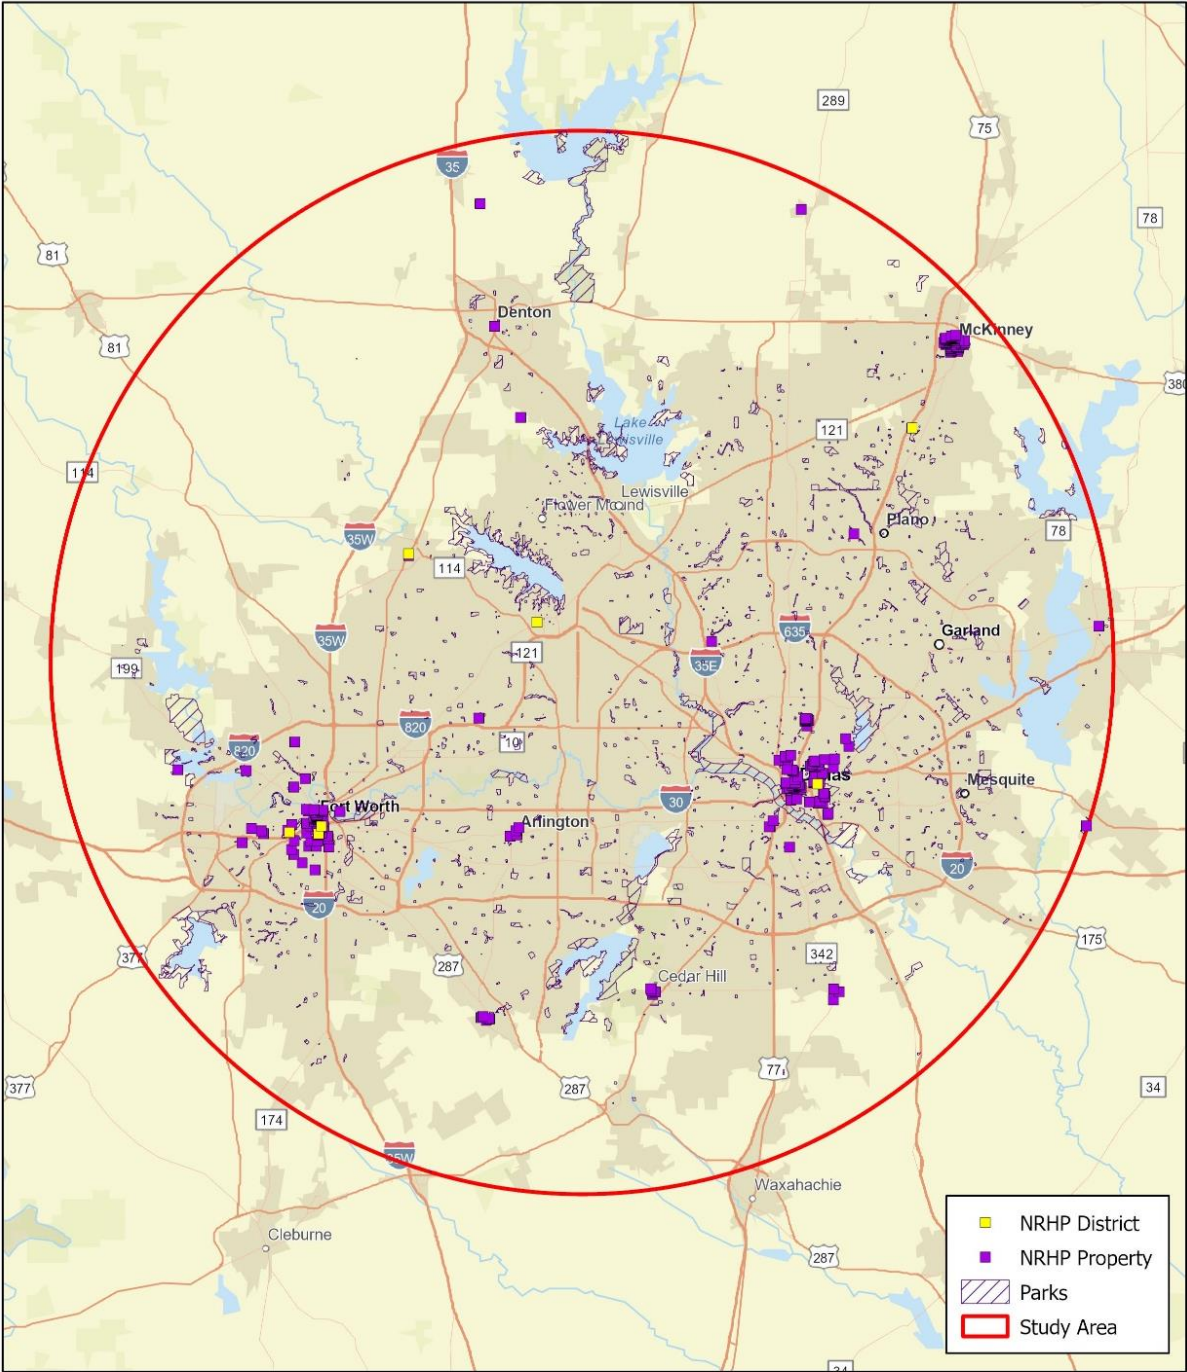 289
75
35
78
81
Denton
McKinney
81
380
121
Lake
Lewisville
114
Lewisville
Flower Mound
Plano
78
35W
114
635
Garland
35W
121
35E
199
820
10
820
Dallas
Mesquite
30
Fort Worth
Arlington
20
20
175
377
342
287
Cedar Hill
77
377
287
34
174
35W
Waxahachie
Cleburne
287
NRHP District
NRHP Property
Parks
Study Area
34